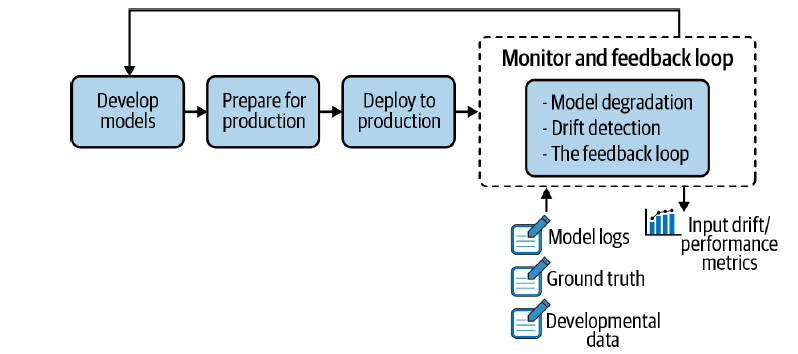 Monitor and feedback loop
Develop
models
Prepare for
production
Deploy to
production
- Model degradation
- Drift detection
- The feedback loop
Model logs
Ground truth
Developmental
data
Input drift/
performance
metrics